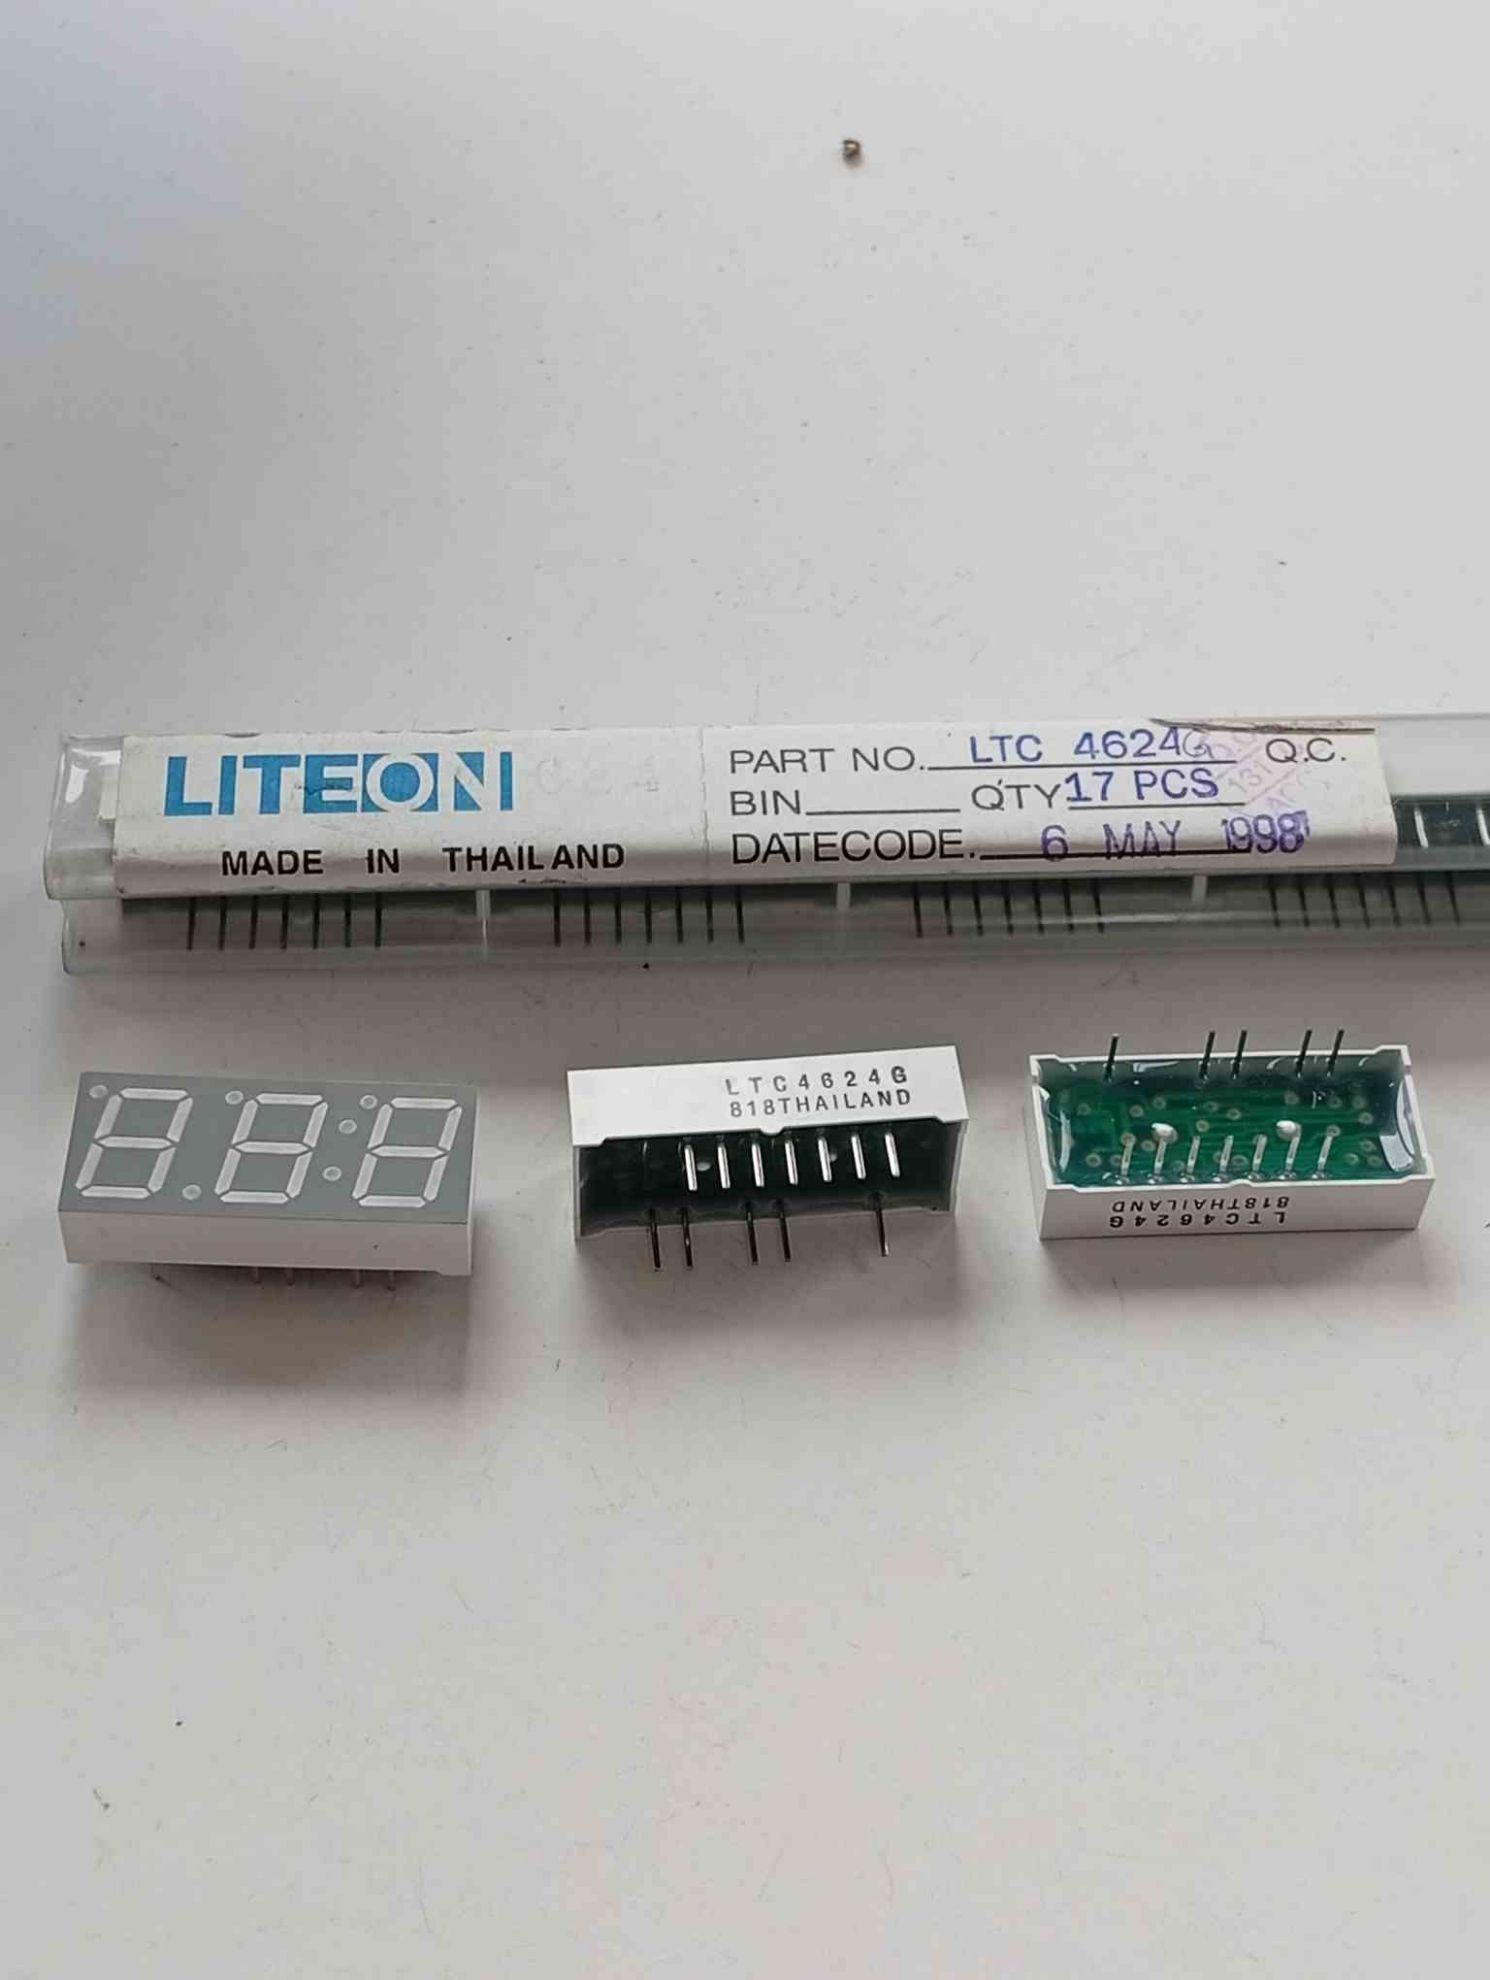 LITEON
MADE IN THAILAND
PART NO. LTC 4624G Q.C.
BIN QTY 17 PCS
DATECODE. 6 MAY 1998
LTC4624G
818THAILAND
818THAILAND
LTC4624G